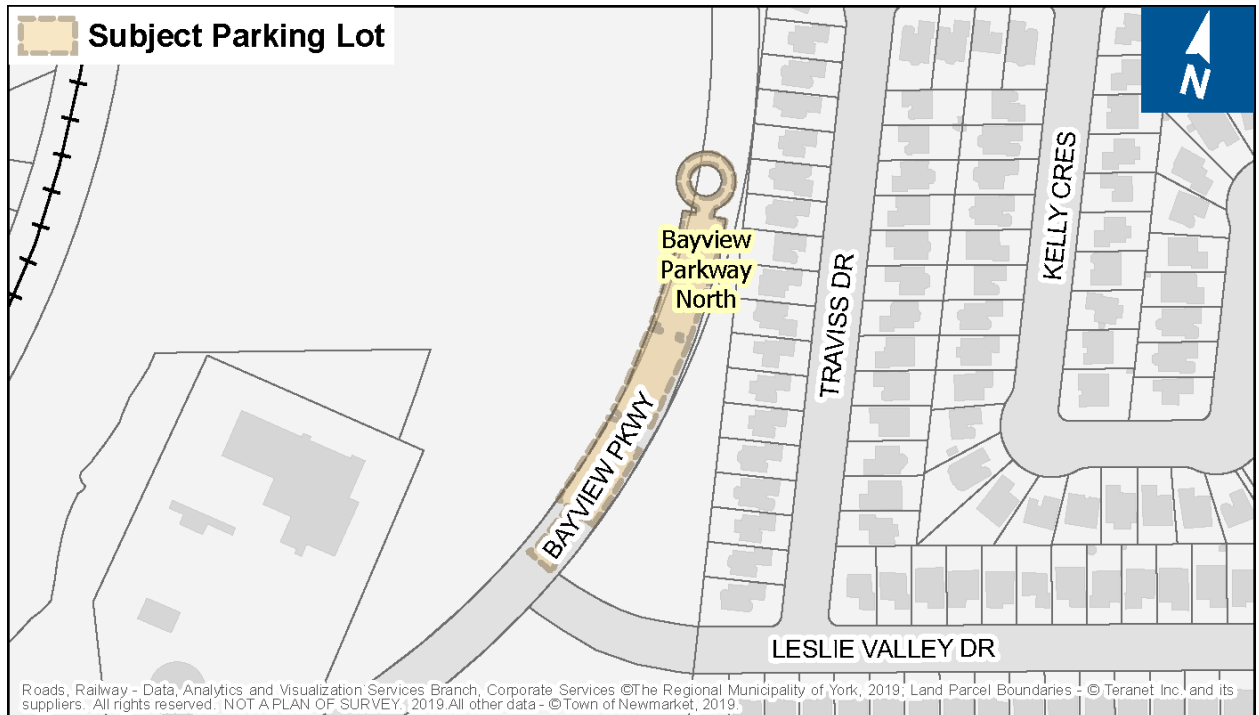 Subject Parking Lot
N
Bayview
Parkway
North
KELLY CRES
TRAVISS DR
BAYVIEW PKWY
LESLIE VALLEY DR
Roads, Railway - Data, Analytics and Visualization Services Branch, Corporate Services ©The Regional Municipality of York, 2019; Land Parcel Boundaries - © Teranet Inc. and its
suppliers. All rights reserved. NOT A PLAN OF SURVEY. 2019.All other data - ©Town of Newmarket, 2019.